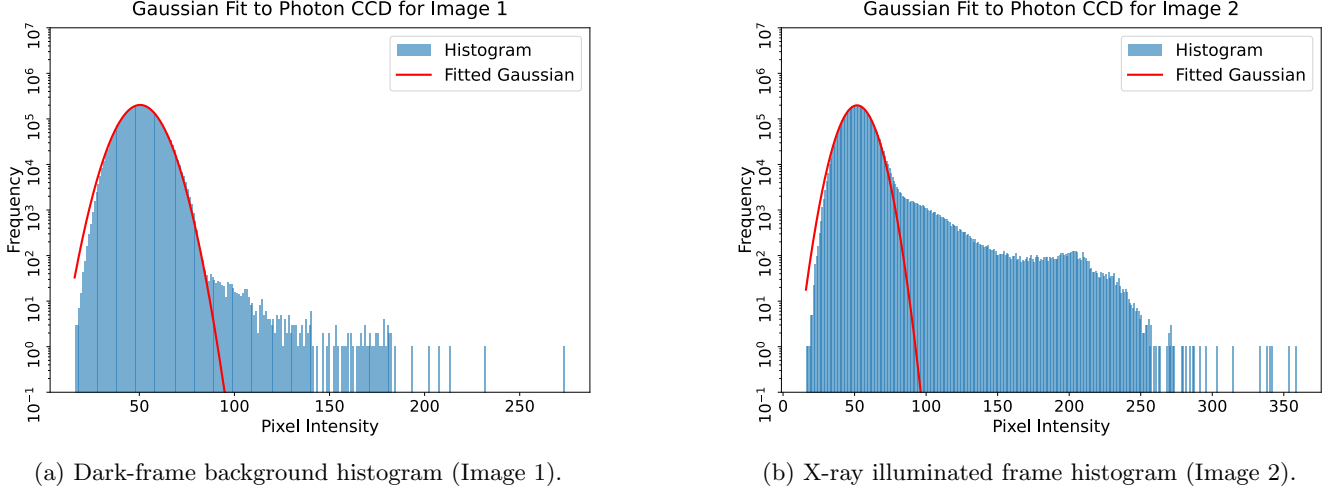 Gaussian Fit to Photon CCD for Image 1
10^7
10^6
10^5
10^4
10^3
10^2
10^1
10^0
10^-1
Frequency
Histogram
Fitted Gaussian
50 100 150 200 250
Pixel Intensity
(a) Dark-frame background histogram (Image 1).
Gaussian Fit to Photon CCD for Image 2
10^7
10^6
10^5
10^4
10^3
10^2
10^1
10^0
10^-1
Frequency
Histogram
Fitted Gaussian
0 50 100 150 200 250 300 350
Pixel Intensity
(b) X-ray illuminated frame histogram (Image 2).